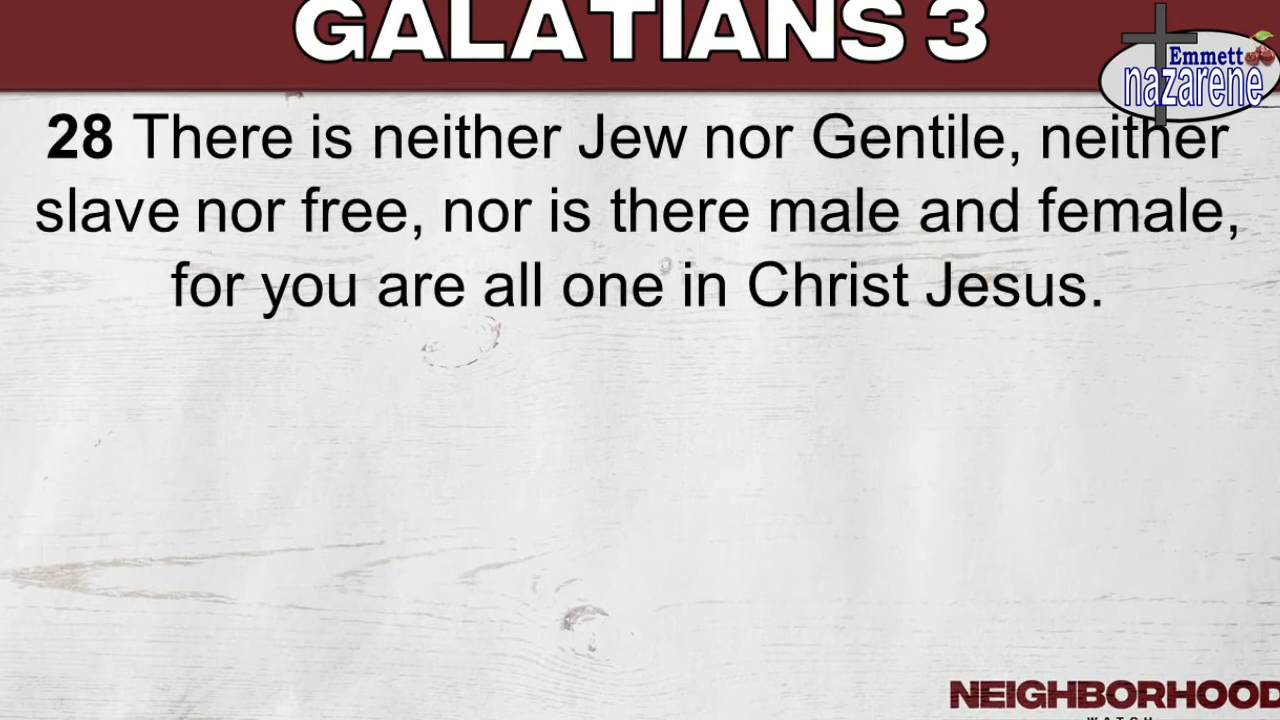 GALATIANS 3
Emmett
nazarene
28 There is neither Jew nor Gentile, neither
slave nor free, nor is there male and female,
for you are all one in Christ Jesus.
NEIGHBORHOOD
WATCH